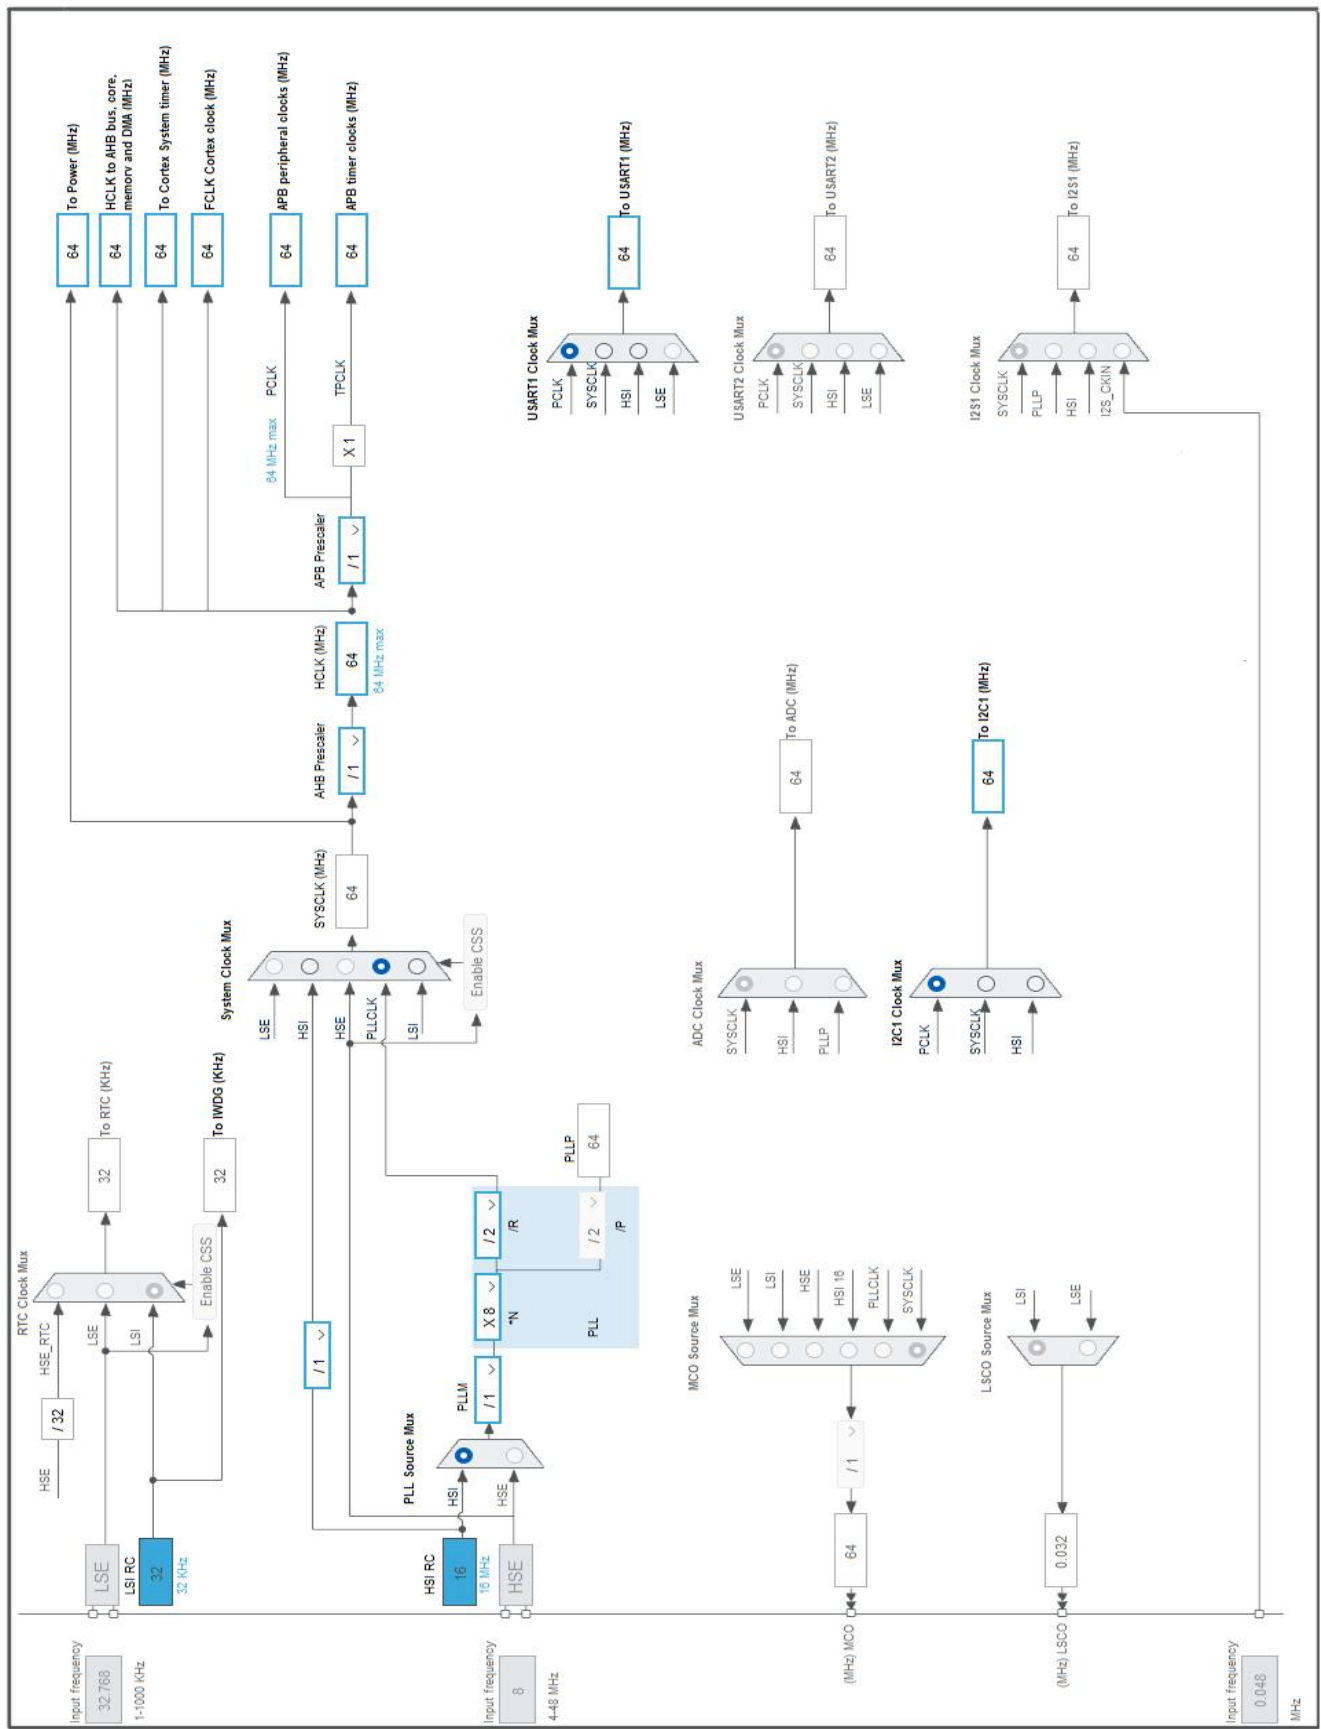 RTC Clock Mux
HSE
/ 32
HSE_RTC
LSE
LSI
Enable CSS
32
To RTC (KHz)
32
To IWDG (KHz)
Input frequency
32.768
1-1000 KHz
LSE
LSI RC
32
32 KHz
System Clock Mux
LSE
HSI
HSE
PLLCLK
LSI
Enable CSS
/ 1
PLL Source Mux
HSI
HSE
HSI RC
16
16 MHz
HSE
Input frequency
8
4-48 MHz
PLLM
/ 1
X 8
*N
/ 2
/R
/ 2
/P
PLL
PLLP
64
SYSCLK (MHz)
64
AHB Prescaler
/ 1
HCLK (MHz)
64
64 MHz max
APB Prescaler
/ 1
64 MHz max
PCLK
X 1
TPCLK
64
To Power (MHz)
64
HCLK to AHB bus, core,
memory and DMA (MHz)
64
To Cortex System timer (MHz)
64
FCLK Cortex clock (MHz)
64
APB peripheral clocks (MHz)
64
APB timer clocks (MHz)
USART1 Clock Mux
PCLK
SYSCLK
HSI
LSE
64
To USART1 (MHz)
USART2 Clock Mux
PCLK
SYSCLK
HSI
LSE
64
To USART2 (MHz)
I2S1 Clock Mux
SYSCLK
PLLP
HSI
I2S_CKIN
64
To I2S1 (MHz)
ADC Clock Mux
SYSCLK
HSI
PLLP
64
To ADC (MHz)
I2C1 Clock Mux
PCLK
SYSCLK
HSI
64
To I2C1 (MHz)
MCO Source Mux
LSE
LSI
HSE
HSI 16
PLLCLK
SYSCLK
/ 1
64
(MHz) MCO
LSCO Source Mux
LSI
LSE
0.032
(MHz) LSCO
Input frequency
0.048
MHz